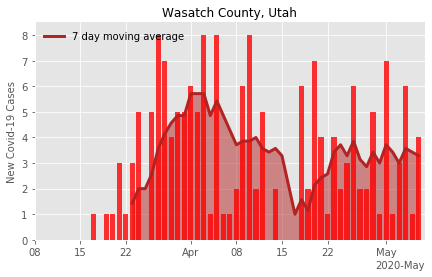 Wasatch County, Utah
7 day moving average
New Covid-19 Cases
8
7
6
5
4
3
2
1
0
08 15 22 Apr 08 15 22 May
2020-May